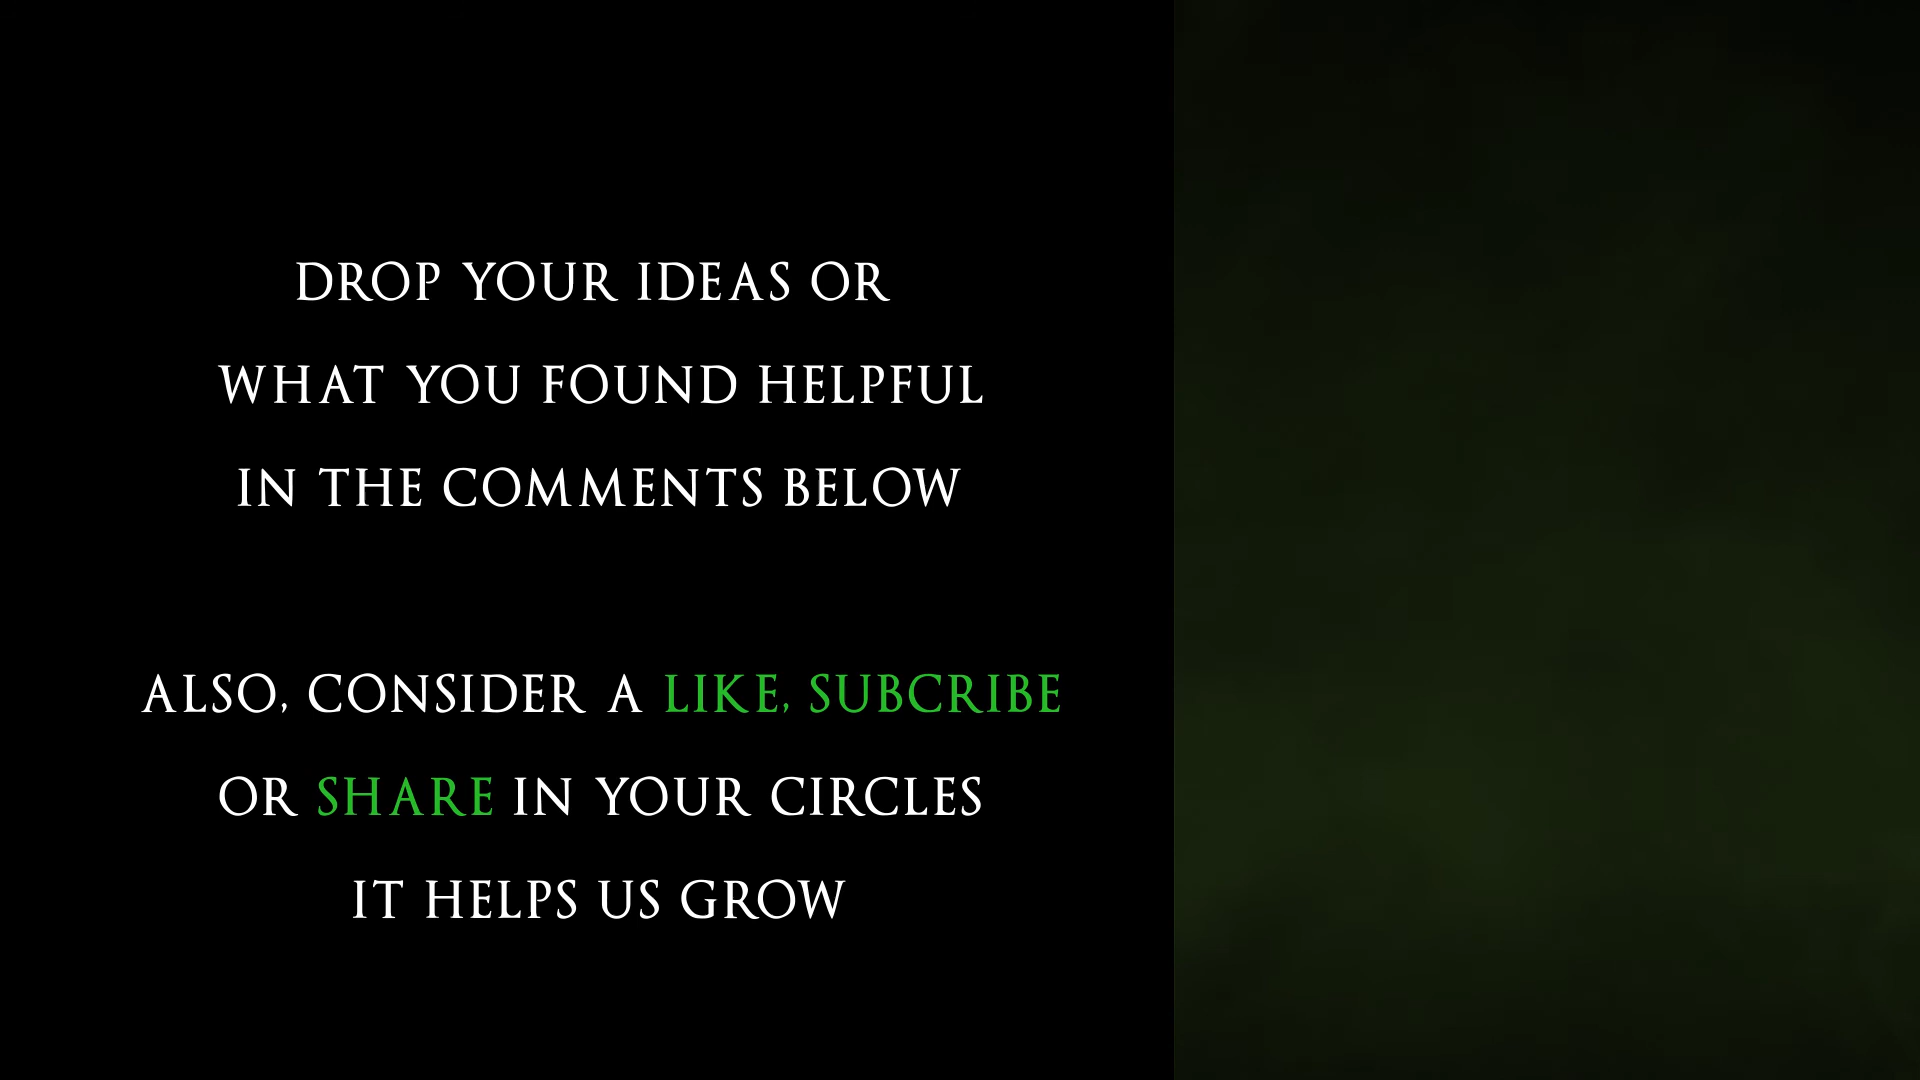 DROP YOUR IDEAS OR
WHAT YOU FOUND HELPFUL
IN THE COMMENTS BELOW
ALSO, CONSIDER A LIKE, SUBCRIBE
OR SHARE IN YOUR CIRCLES
IT HELPS US GROW